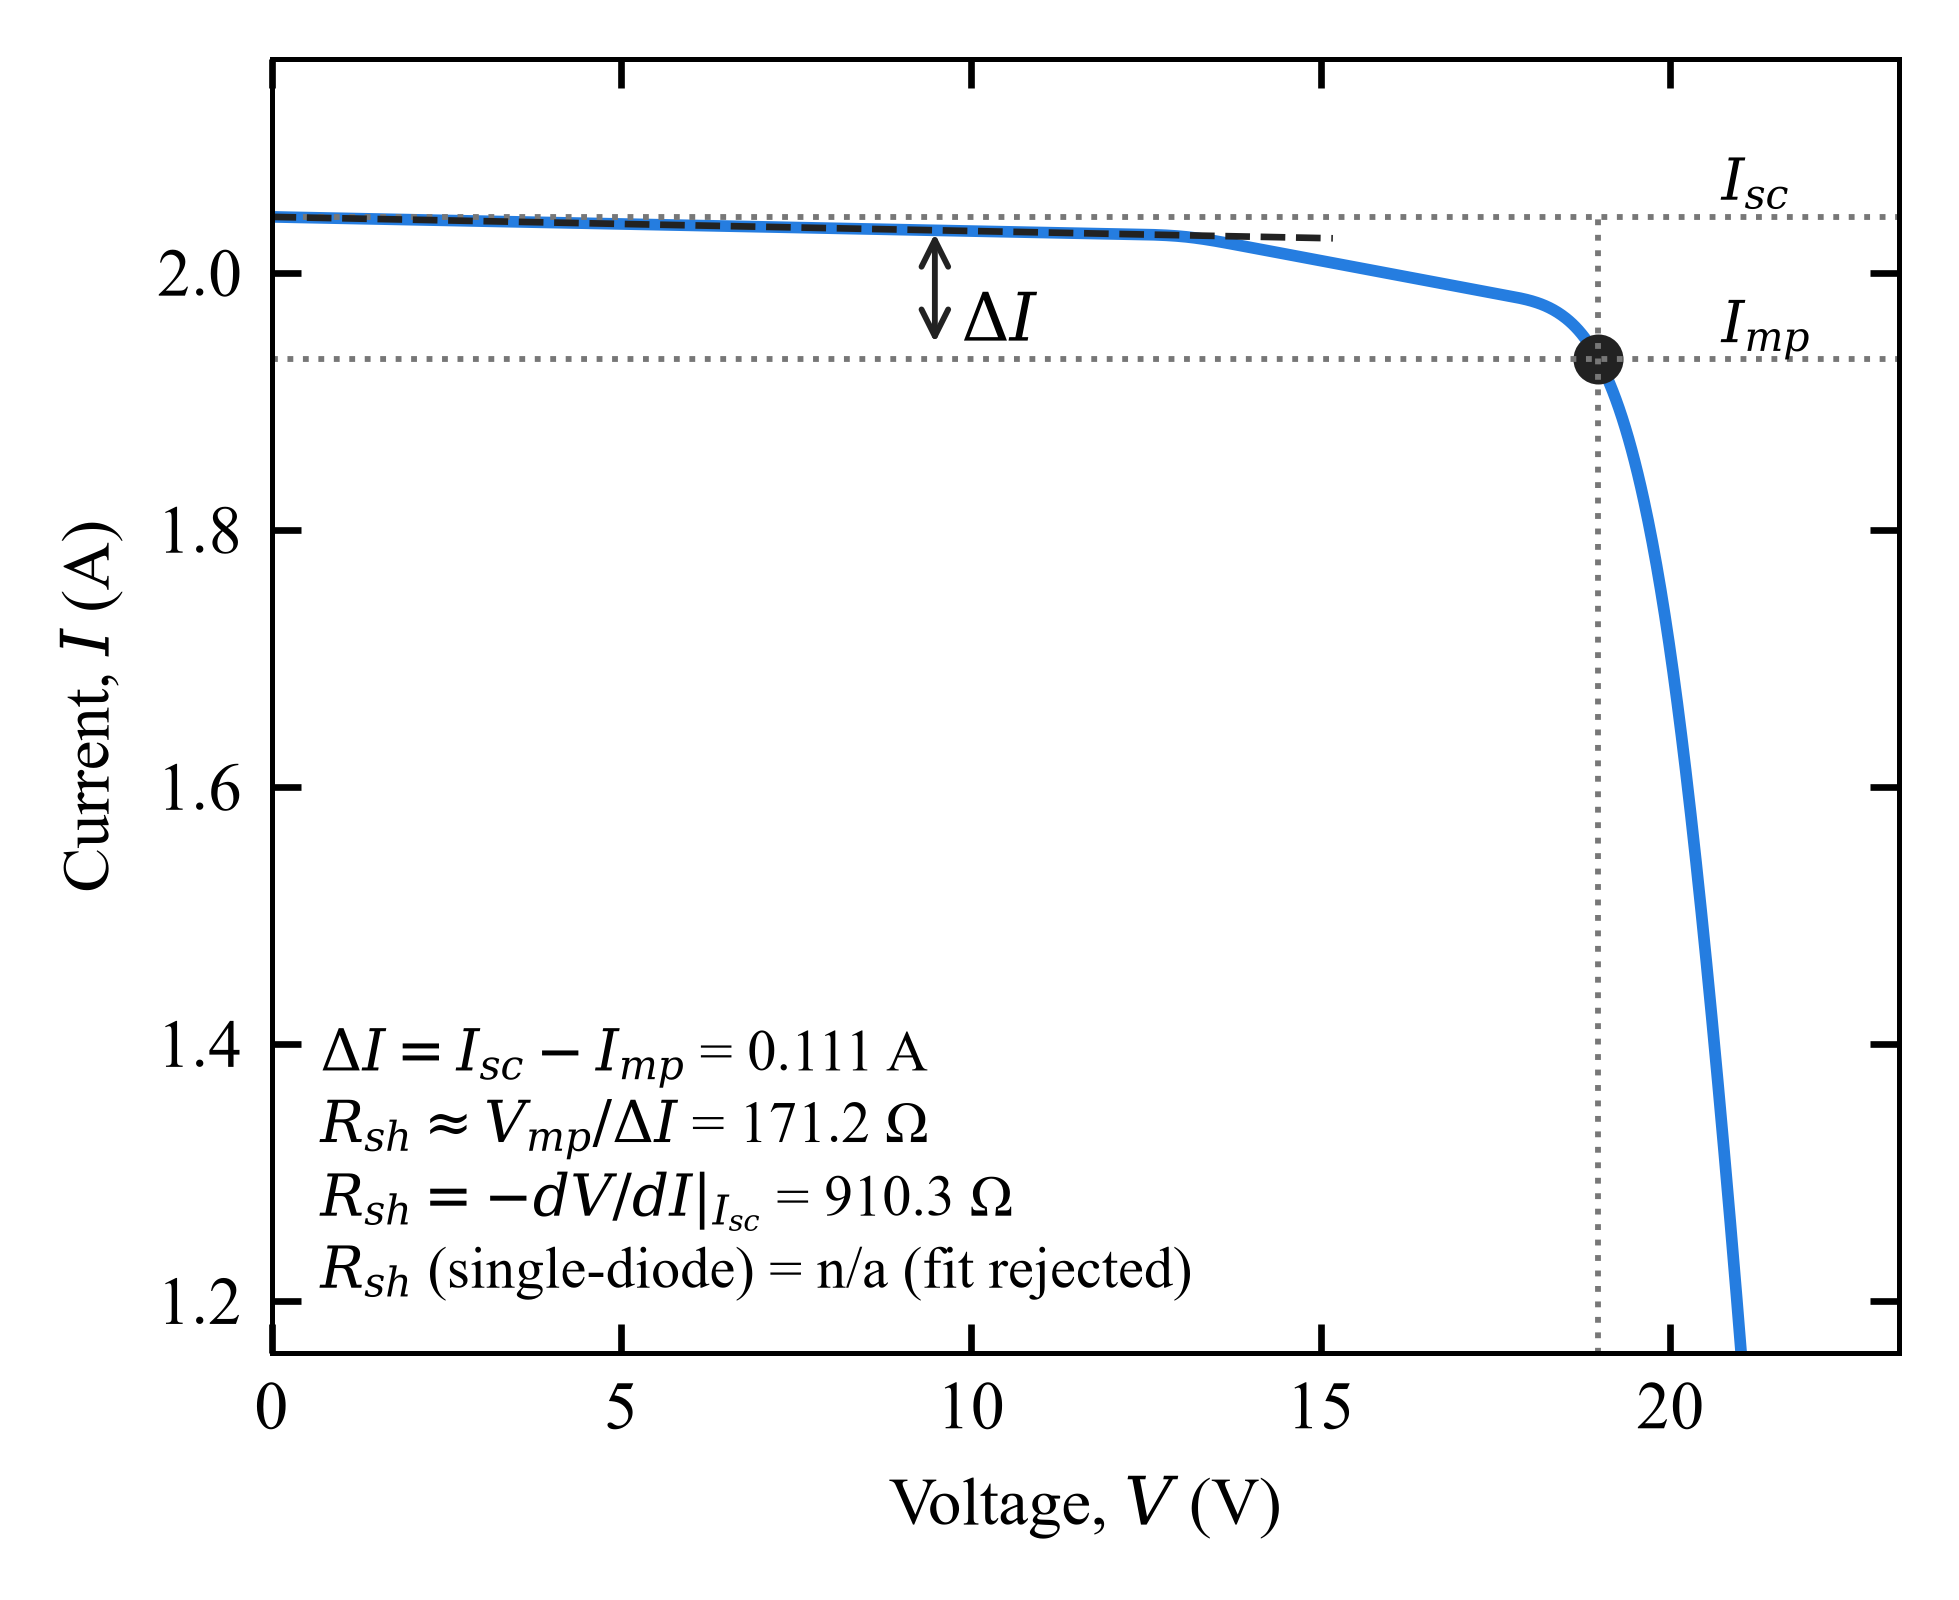 I_sc
2.0
ΔI
I_mp
1.8
1.6
1.4
1.2
Current, I (A)
ΔI = I_sc − I_mp = 0.111 A
R_sh ≈ V_mp/ΔI = 171.2 Ω
R_sh = −dV/dI|_I_sc = 910.3 Ω
R_sh (single-diode) = n/a (fit rejected)
0 5 10 15 20
Voltage, V (V)